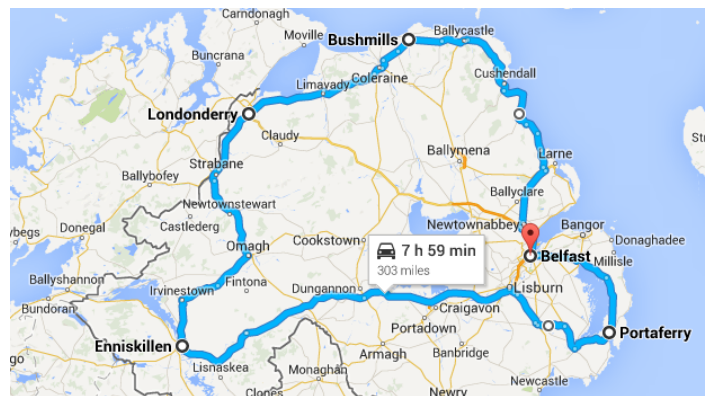 Carndonagh
Moville
Bushmills
Ballycastle
Buncrana
Cushendall
Coleraine
Limavady
Londonderry
Claudy
Strabane
Ballymena
Larne
Ballybofey
Newtownstewart
Ballyclare
Donegal
Castlederg
Newtownabbey
Bangor
Donaghadee
Omagh
Cookstown
7 h 59 min
303 miles
Belfast
Millisle
Ballyshannon
Irvinestown
Fintona
Dungannon
Lisburn
Bundoran
Craigavon
Portadown
Portaferry
Enniskillen
Armagh
Banbridge
Lisnaskea
Monaghan
Newcastle
Clones
Newry